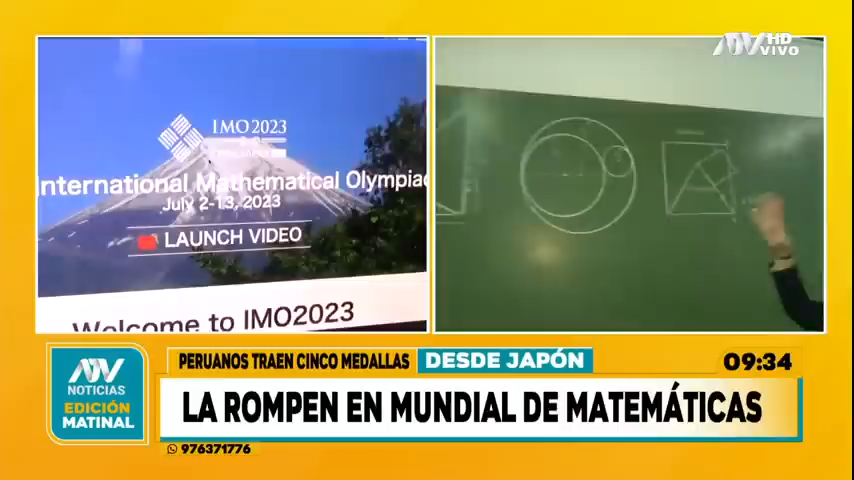 ATV HD
VIVO
IMO2023
International Mathematical Olympiad
July 2-13, 2023
LAUNCH VIDEO
Welcome to IMO2023
PERUANOS TRAEN CINCO MEDALLAS
DESDE JAPÓN
09:34
ATV
NOTICIAS
EDICIÓN
MATINAL
LA ROMPEN EN MUNDIAL DE MATEMÁTICAS
976371776